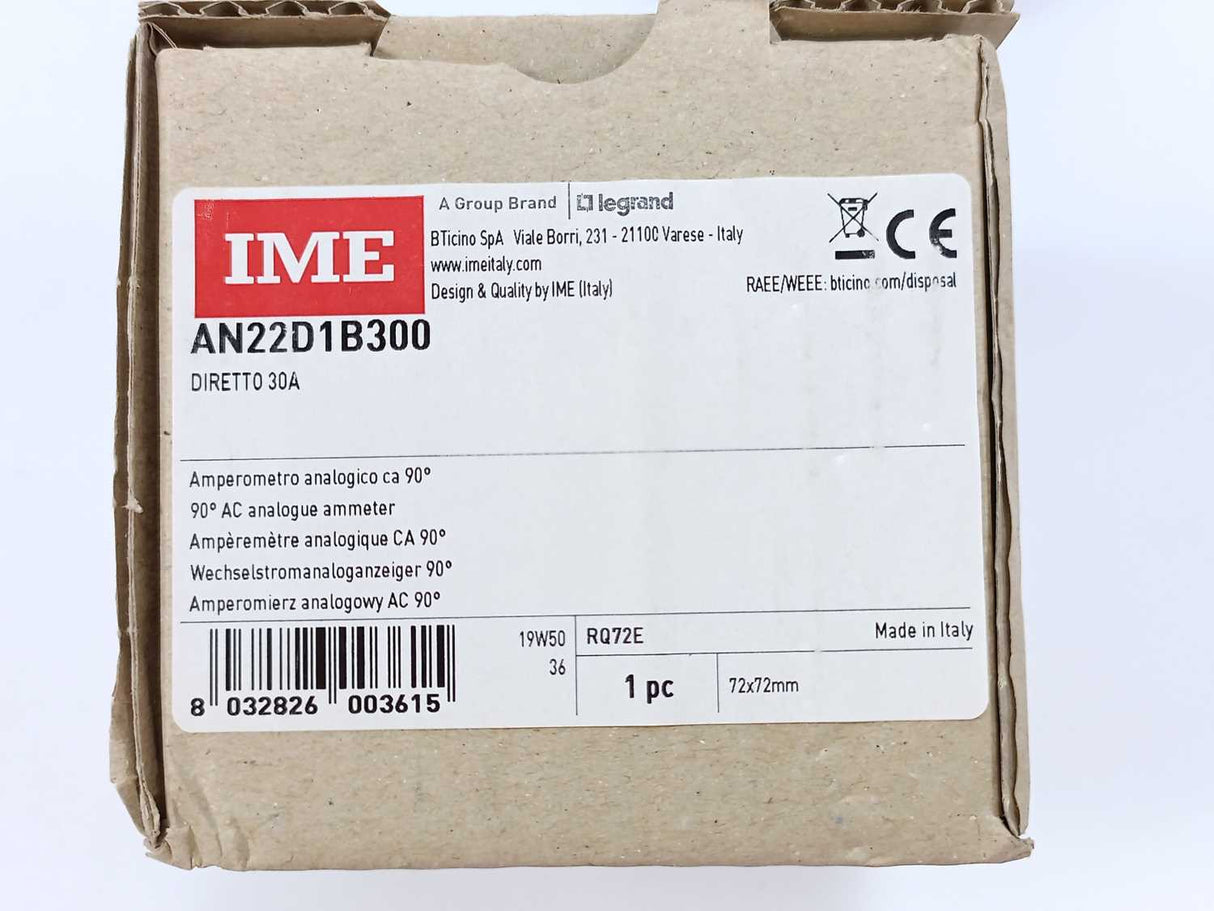 IME
A Group Brand legrand
BTicino SpA Viale Borri, 231 - 21100 Varese - Italy
www.imeitaly.com
Design & Quality by IME (Italy)
CE
RAEE/WEEE: bticino.com/disposal
AN22D1B300
DIRETTO 30A
Amperometro analogico ca 90°
90° AC analogue ammeter
Ampèremètre analogique CA 90°
Wechselstromanaloganzeiger 90°
Amperomierz analogowy AC 90°
19W50
36
RQ72E
Made in Italy
1 pc
72x72mm
8 032826 003615